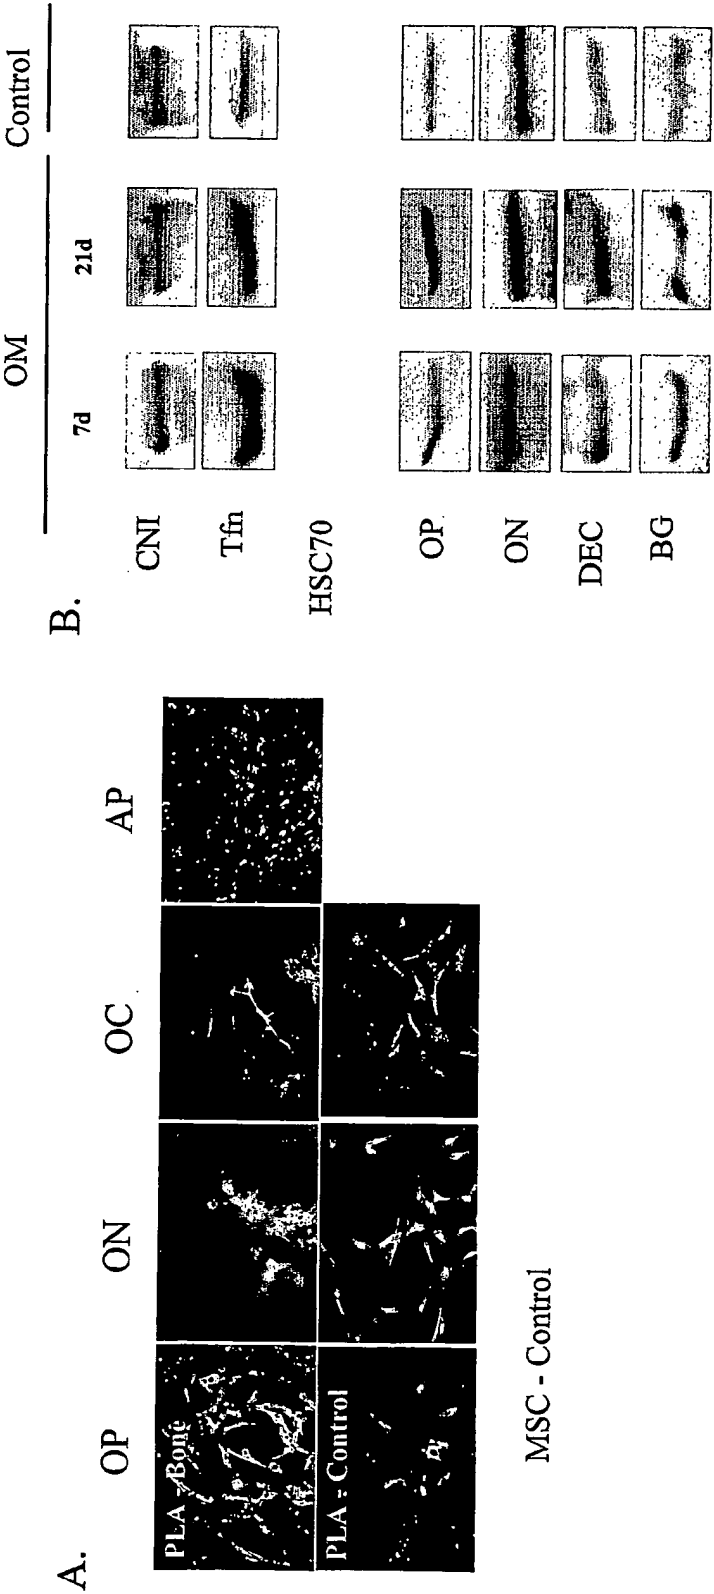 A.
OP ON OC AP
PLA - Bone
PLA - Control
MSC - Control
B.
OM Control
7d 21d
CNI
Tfn
HSC70
OP
ON
DEC
BG